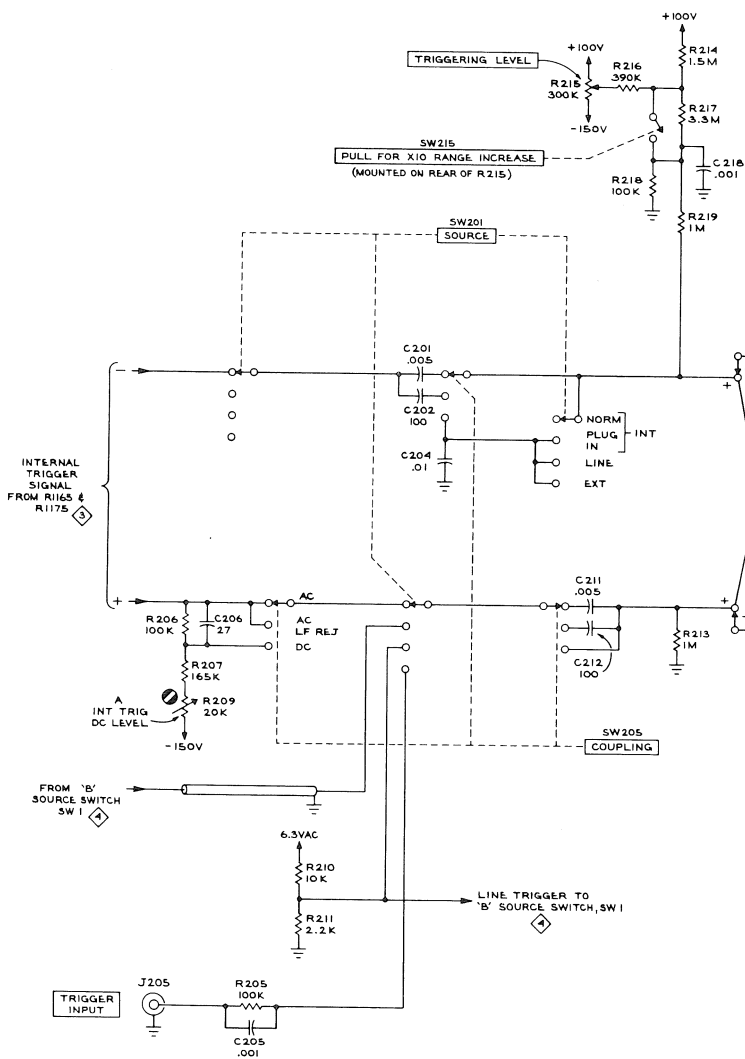 +100V
R214
1.5M
+100V
TRIGGERING LEVEL
R216
390K
R215
300K
R217
3.3M
-150V
SW215
PULL FOR X10 RANGE INCREASE
(MOUNTED ON REAR OF R215)
C218
.001
R218
100K
SW201
SOURCE
R219
1M
C201
.005
-
+
C202
100
NORM
PLUG IN
INT
C204
.01
LINE
EXT
INTERNAL
TRIGGER
SIGNAL
FROM R1165 &
R1175
3
+
AC
C211
.005
+
-
R206
100K
C206
27
AC
LF REJ
DC
R213
1M
C212
100
R207
165K
A
INT TRIG
DC LEVEL
R209
20K
-150V
SW205
COUPLING
FROM 'B'
SOURCE SWITCH
SW1
4
6.3VAC
R210
10K
LINE TRIGGER TO
'B' SOURCE SWITCH, SW1
4
R211
2.2K
J205
R205
100K
TRIGGER
INPUT
C205
.001